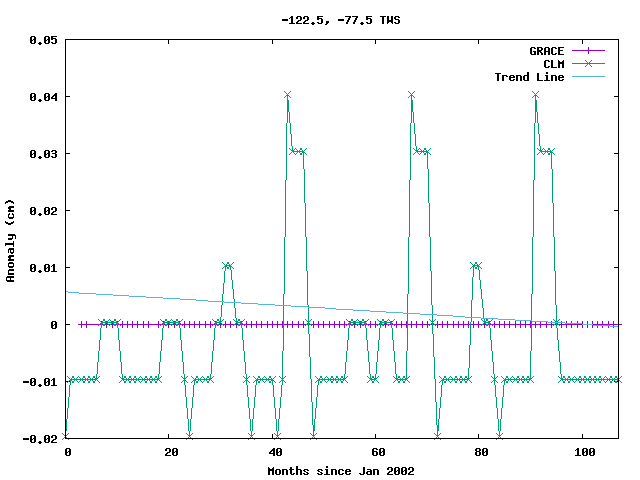 -122.5, -77.5 TWS
0.05
GRACE
CLM
Trend Line
0.04
0.03
0.02
0.01
0
-0.01
-0.02
Anomaly (cm)
0 20 40 60 80 100
Months since Jan 2002